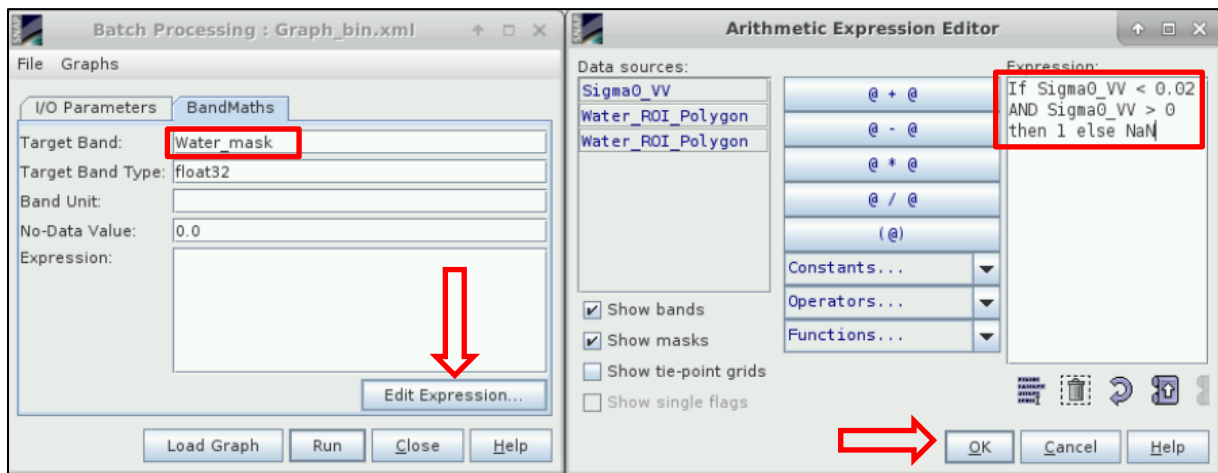 Batch Processing : Graph_bin.xml
File Graphs
I/O Parameters BandMaths
Target Band: Water_mask
Target Band Type: float32
Band Unit:
No-Data Value: 0.0
Expression:
Edit Expression...
Load Graph Run Close Help
Arithmetic Expression Editor
Data sources: Expression:
Sigma0_VV
Water_ROI_Polygon
Water_ROI_Polygon
@ + @
@ - @
@ * @
@ / @
(@)
Constants...
Operators...
Functions...
If Sigma0_VV < 0.02
AND Sigma0_VV > 0
then 1 else NaN
Show bands
Show masks
Show tie-point grids
Show single flags
OK Cancel Help